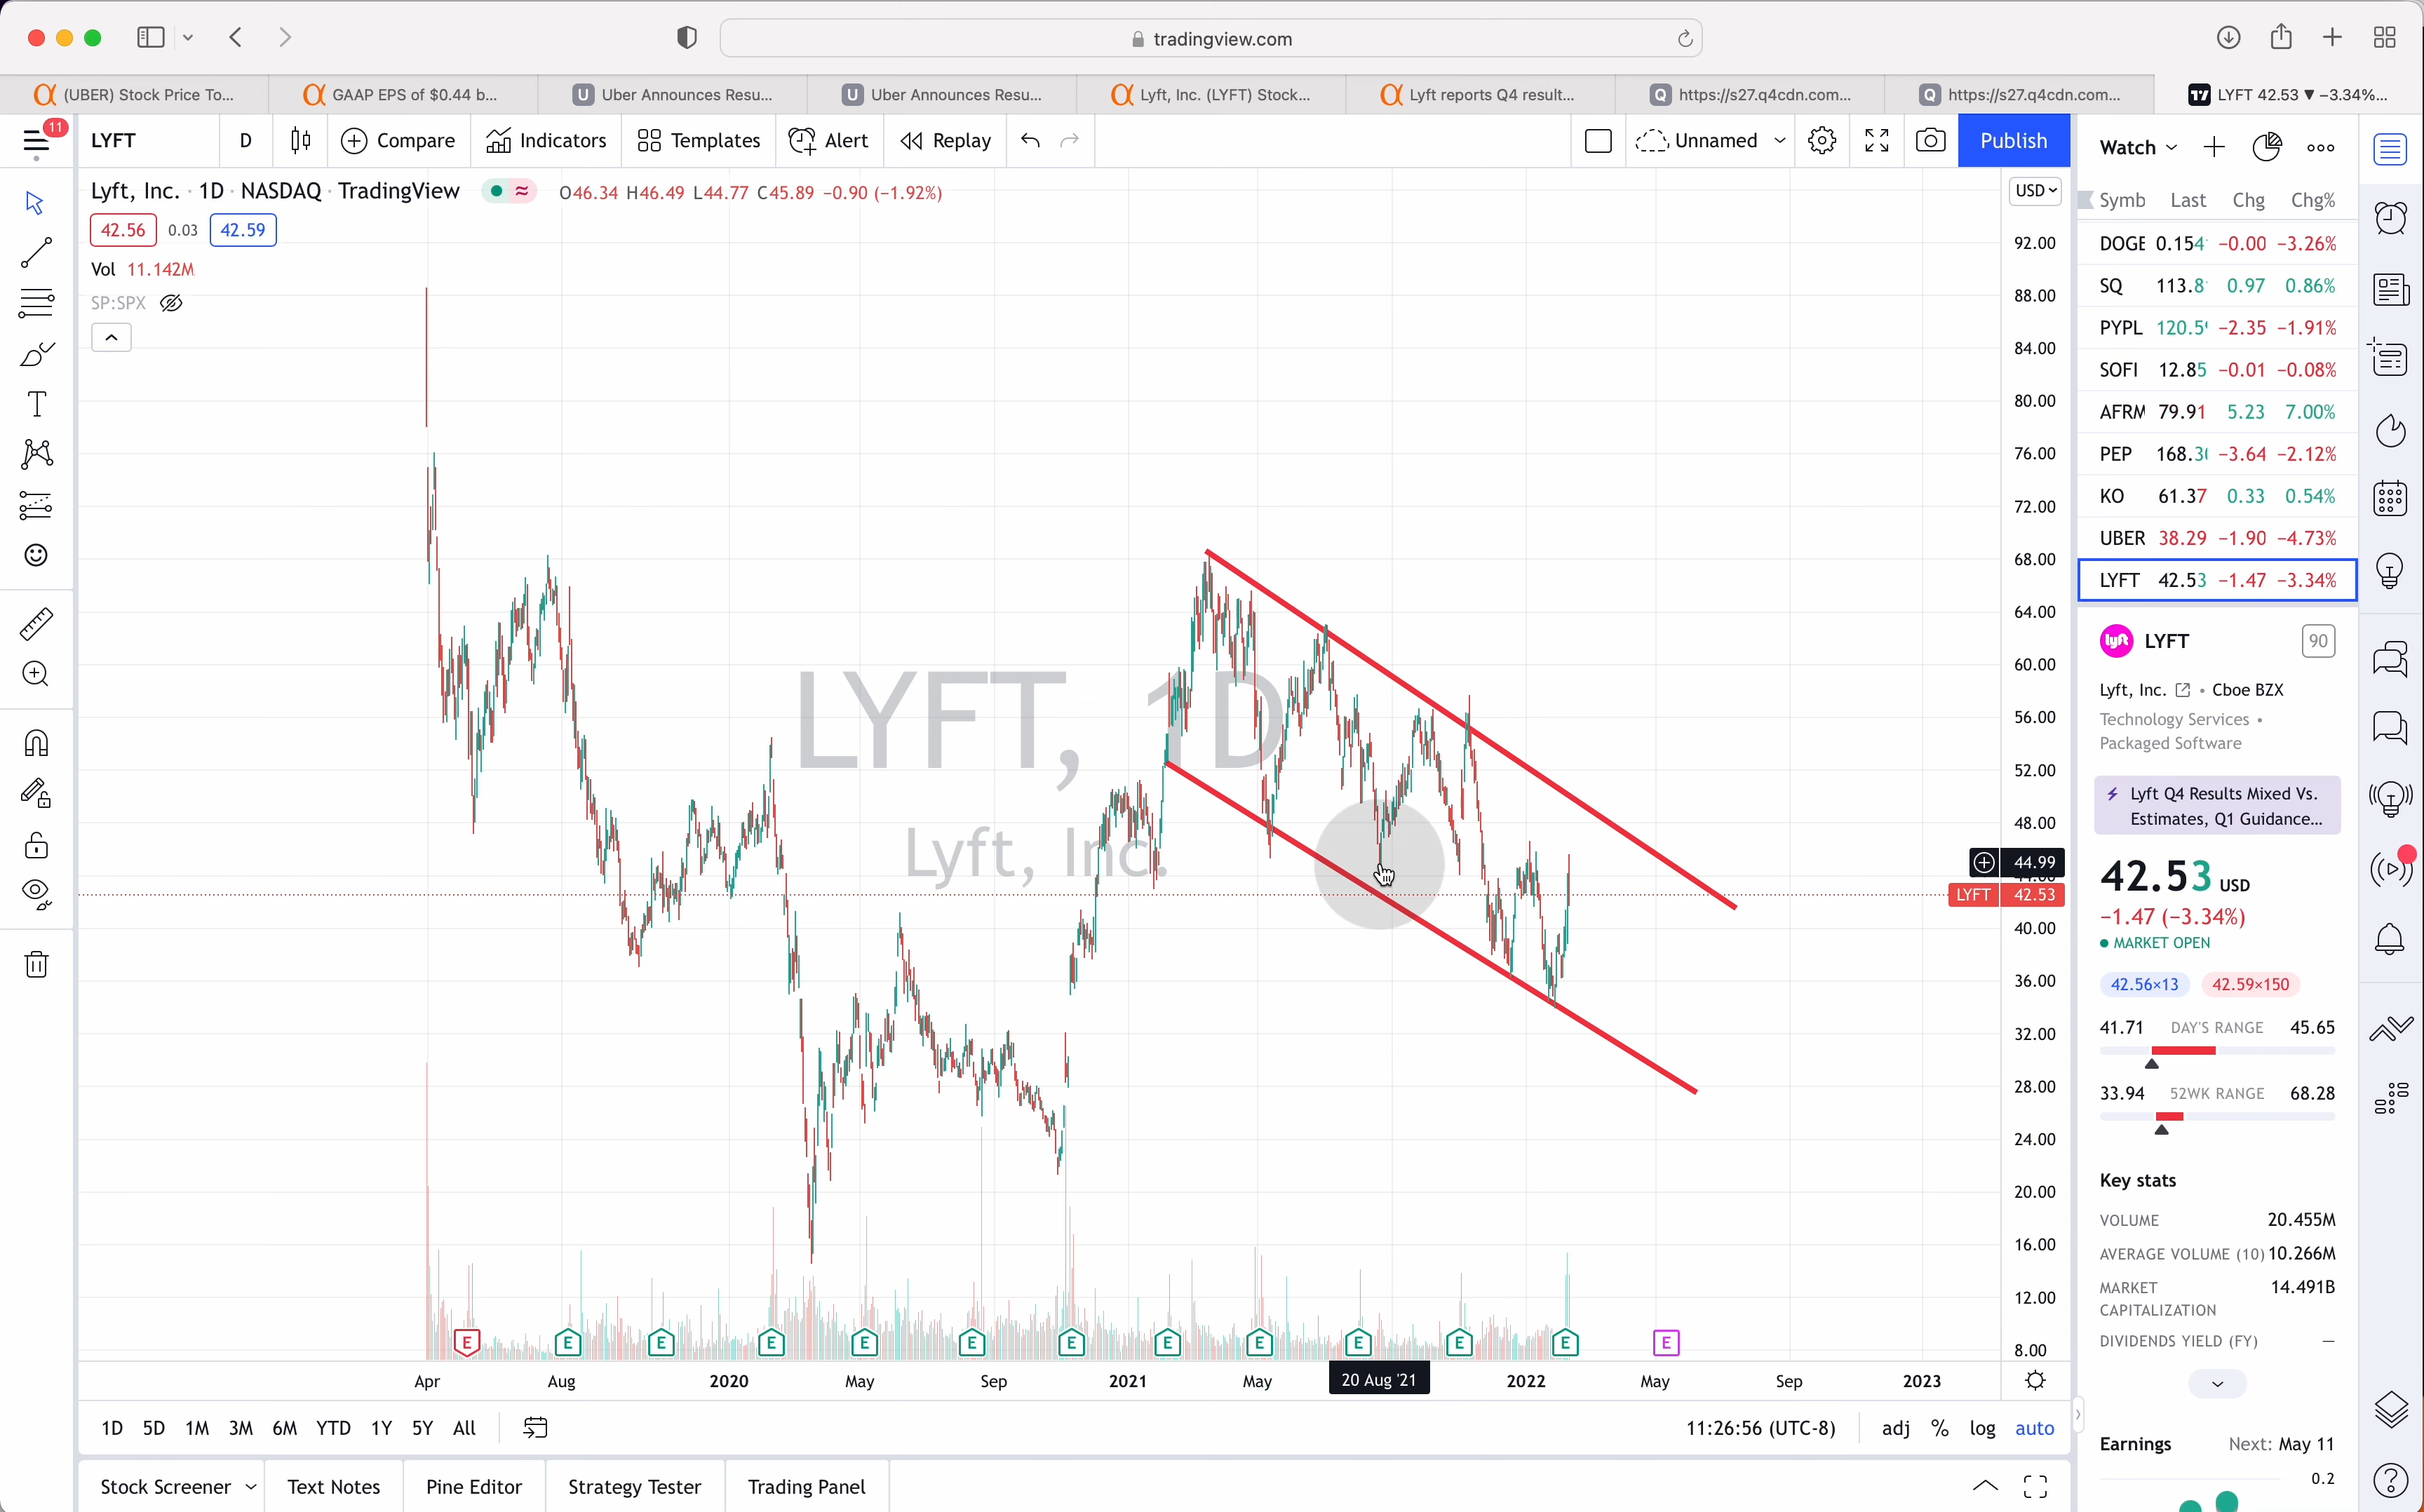 tradingview.com
(UBER) Stock Price To...
GAAP EPS of $0.44 b...
Uber Announces Resu...
Uber Announces Resu...
Lyft, Inc. (LYFT) Stock...
Lyft reports Q4 result...
https://s27.q4cdn.com...
https://s27.q4cdn.com...
LYFT 42.53 ▼ −3.34%...
11
LYFT D Compare Indicators Templates Alert Replay Unnamed Publish
Watch
Lyft, Inc. · 1D · NASDAQ · TradingView O46.34 H46.49 L44.77 C45.89 −0.90 (−1.92%)
42.56 0.03 42.59
Vol 11.142M
SP:SPX
USD
92.00
88.00
84.00
80.00
76.00
72.00
68.00
64.00
60.00
56.00
52.00
48.00
44.99
LYFT 42.53
40.00
36.00
32.00
28.00
24.00
20.00
16.00
12.00
8.00
LYFT, 1D
Lyft, Inc.
E E E E E E E E E E E E E
Apr Aug 2020 May Sep 2021 May 20 Aug '21 2022 May Sep 2023
1D 5D 1M 3M 6M YTD 1Y 5Y All
11:26:56 (UTC-8) adj % log auto
Stock Screener Text Notes Pine Editor Strategy Tester Trading Panel
Symb Last Chg Chg%
DOGE 0.154 −0.00 −3.26%
SQ 113.8 0.97 0.86%
PYPL 120.5 −2.35 −1.91%
SOFI 12.85 −0.01 −0.08%
AFRM 79.91 5.23 7.00%
PEP 168.3 −3.64 −2.12%
KO 61.37 0.33 0.54%
UBER 38.29 −1.90 −4.73%
LYFT 42.53 −1.47 −3.34%
lyft LYFT 90
Lyft, Inc. • Cboe BZX
Technology Services •
Packaged Software
Lyft Q4 Results Mixed Vs.
Estimates, Q1 Guidance...
42.53 USD
−1.47 (−3.34%)
MARKET OPEN
42.56×13 42.59×150
41.71 DAY'S RANGE 45.65
33.94 52WK RANGE 68.28
Key stats
VOLUME 20.455M
AVERAGE VOLUME (10) 10.266M
MARKET CAPITALIZATION 14.491B
DIVIDENDS YIELD (FY) —
Earnings Next: May 11
0.2